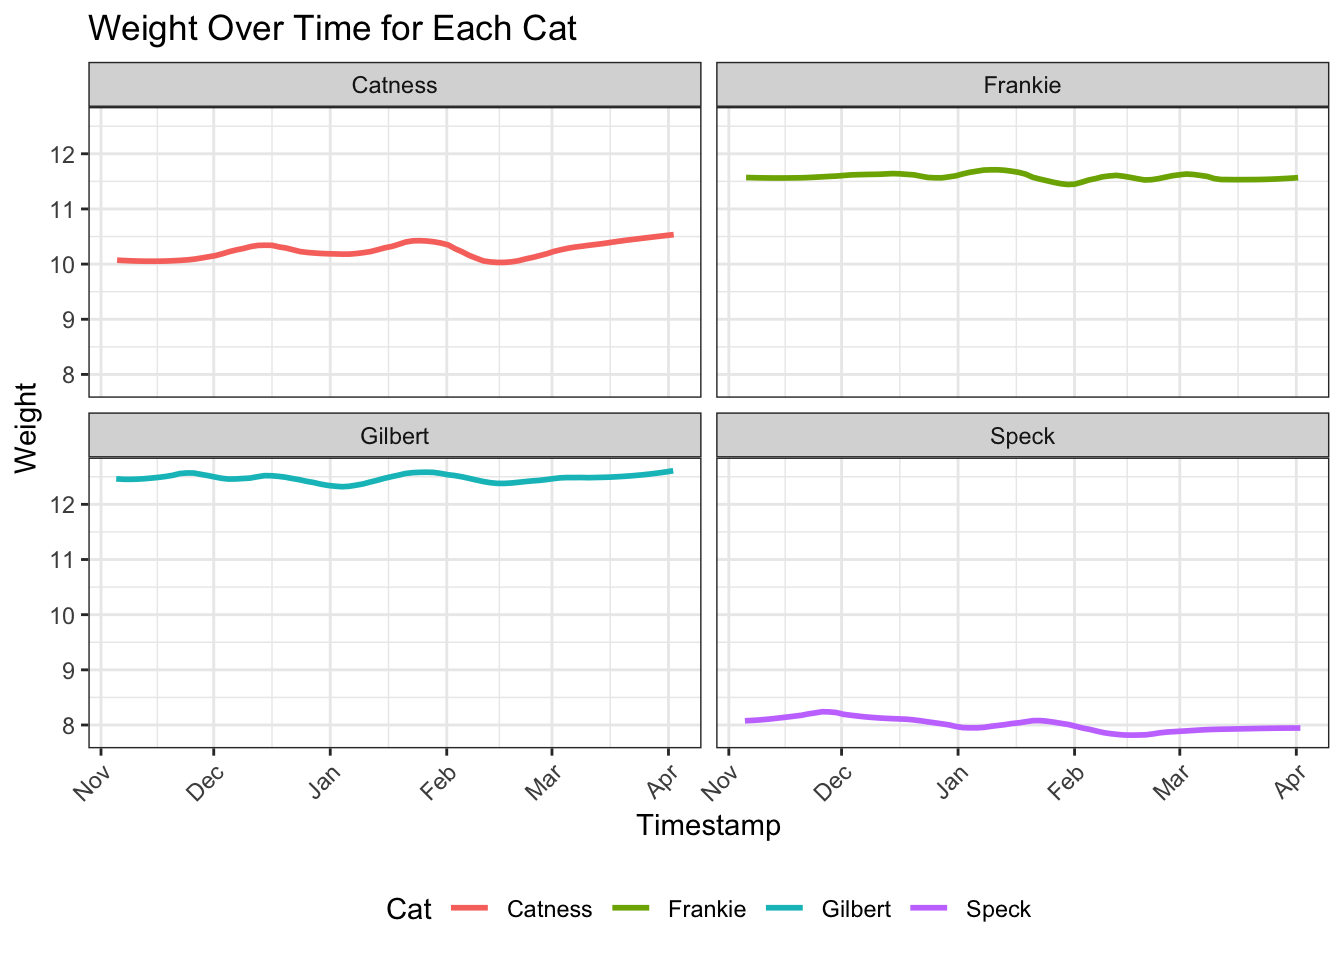 Weight Over Time for Each Cat
Catness Frankie
12
11
10
9
8
Weight
Gilbert Speck
12
11
10
9
8
Nov Dec Jan Feb Mar Apr Nov Dec Jan Feb Mar Apr
Timestamp
Cat Catness Frankie Gilbert Speck